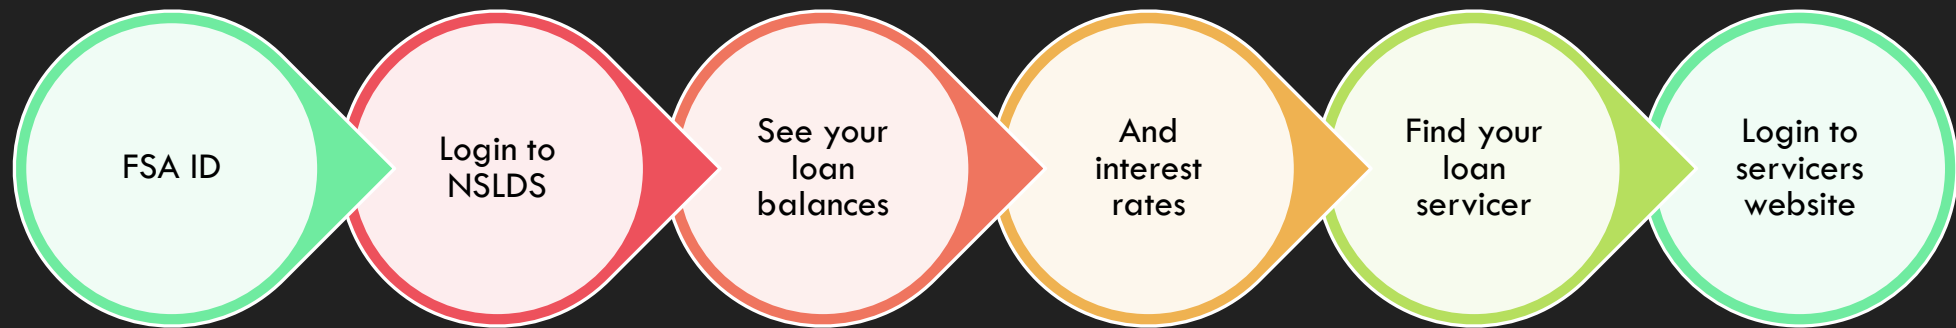 FSA ID
Login to
NSLDS
See your
loan
balances
And
interest
rates
Find your
loan
servicer
Login to
servicers
website